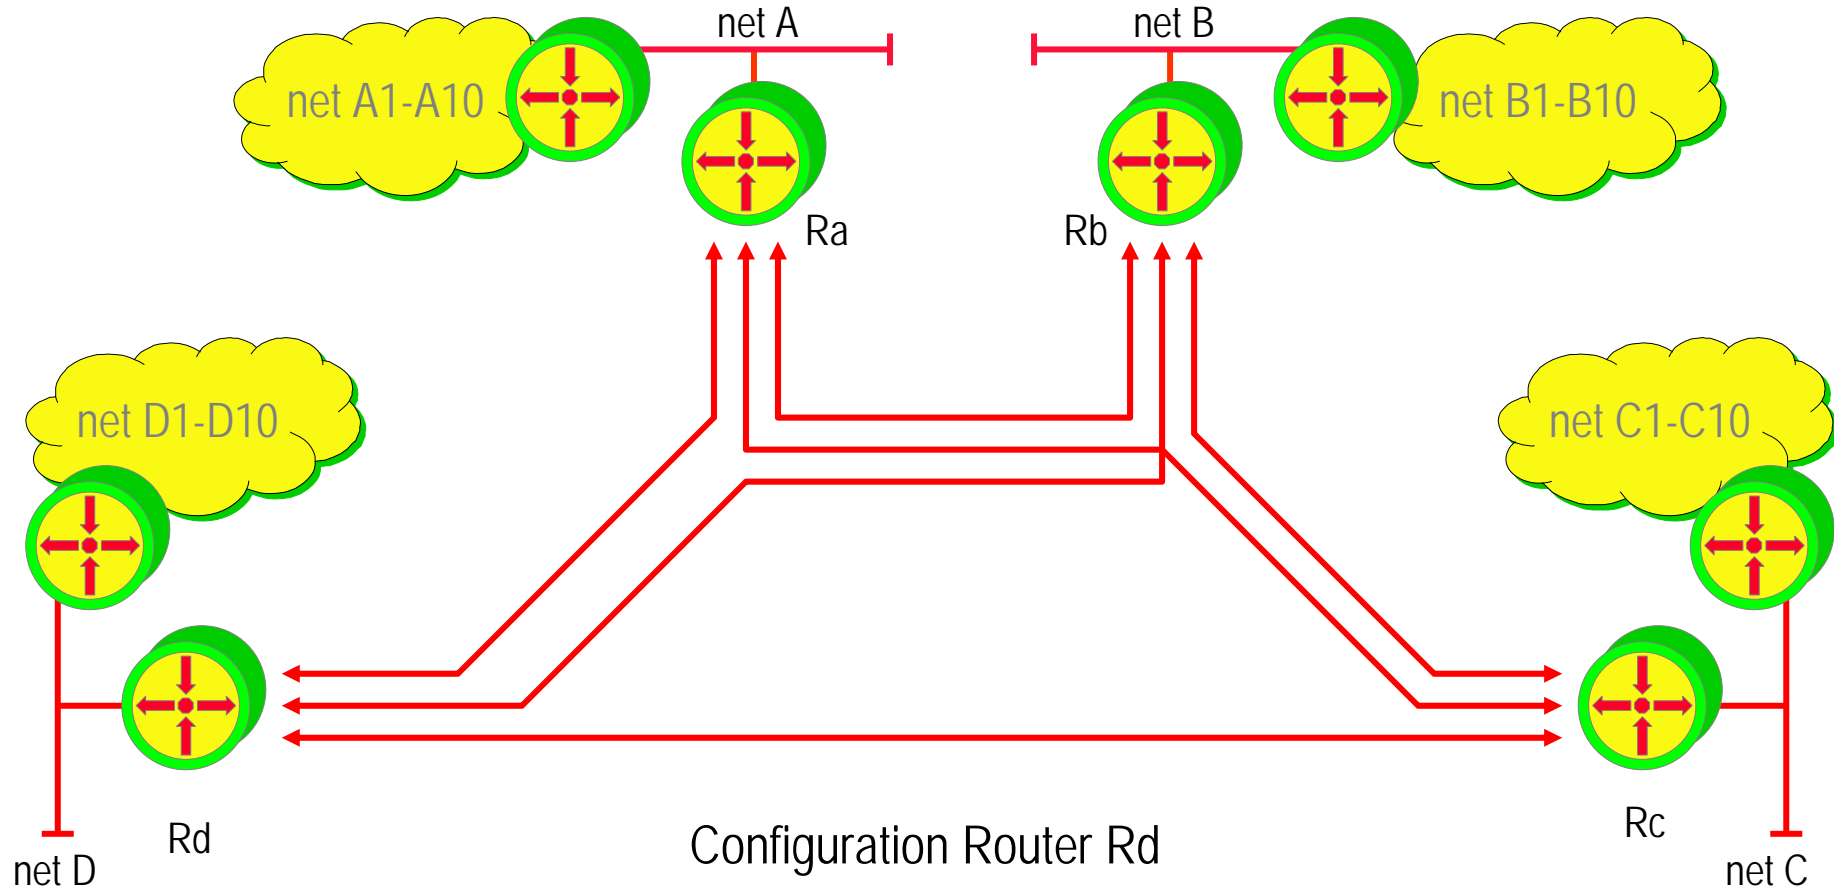 net A
net B
net A1-A10
net B1-B10
Ra
Rb
net D1-D10
net C1-C10
Rd
Configuration Router Rd
Rc
net D
net C